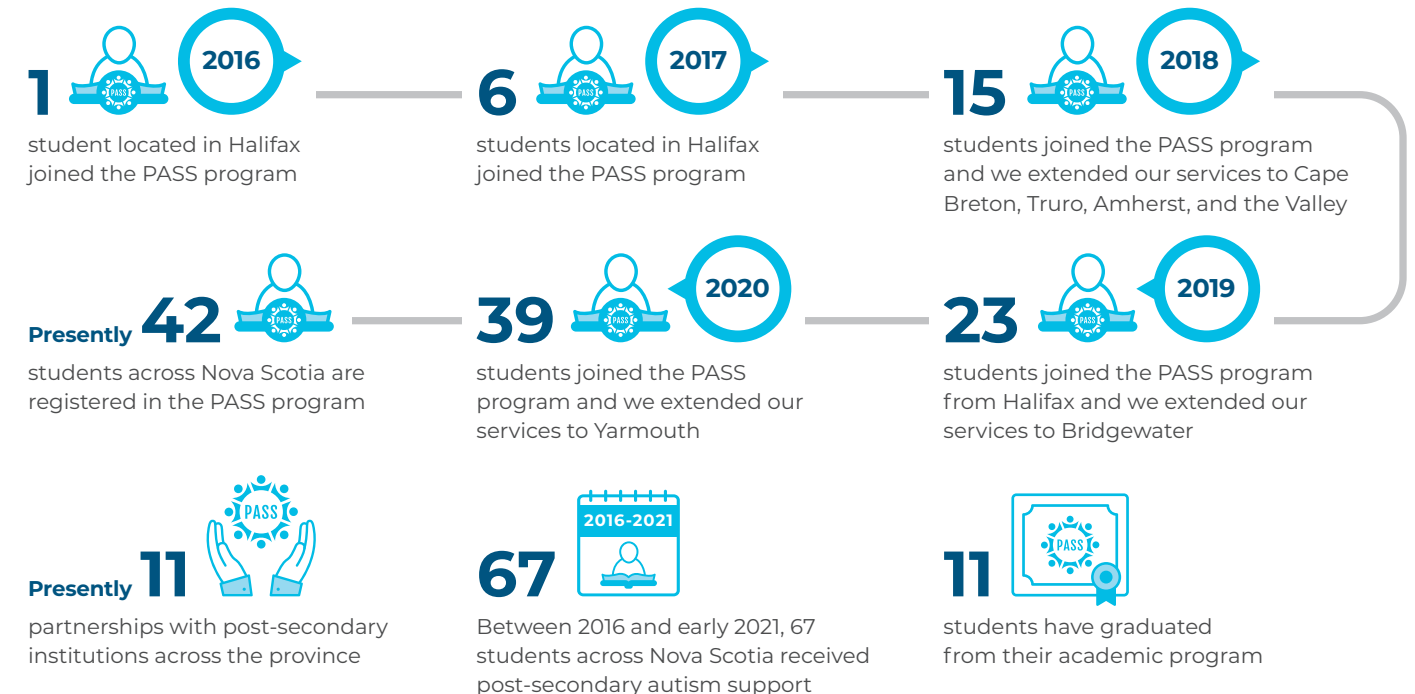 1
PASS
2016
student located in Halifax
joined the PASS program
6
PASS
2017
students located in Halifax
joined the PASS program
15
PASS
2018
students joined the PASS program
and we extended our services to Cape
Breton, Truro, Amherst, and the Valley
23
PASS
2019
students joined the PASS program
from Halifax and we extended our
services to Bridgewater
39
PASS
2020
students joined the PASS
program and we extended our
services to Yarmouth
Presently 42
PASS
students across Nova Scotia are
registered in the PASS program
Presently 11
PASS
partnerships with post-secondary
institutions across the province
67
2016-2021
Between 2016 and early 2021, 67
students across Nova Scotia received
post-secondary autism support
11
PASS
students have graduated
from their academic program